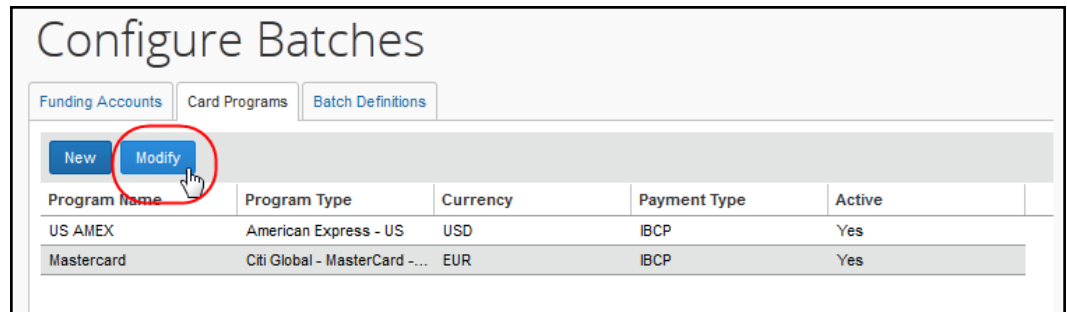 Configure Batches
Funding Accounts Card Programs Batch Definitions
New Modify
Program Name Program Type Currency Payment Type Active
US AMEX American Express - US USD IBCP Yes
Mastercard Citi Global - MasterCard -... EUR IBCP Yes